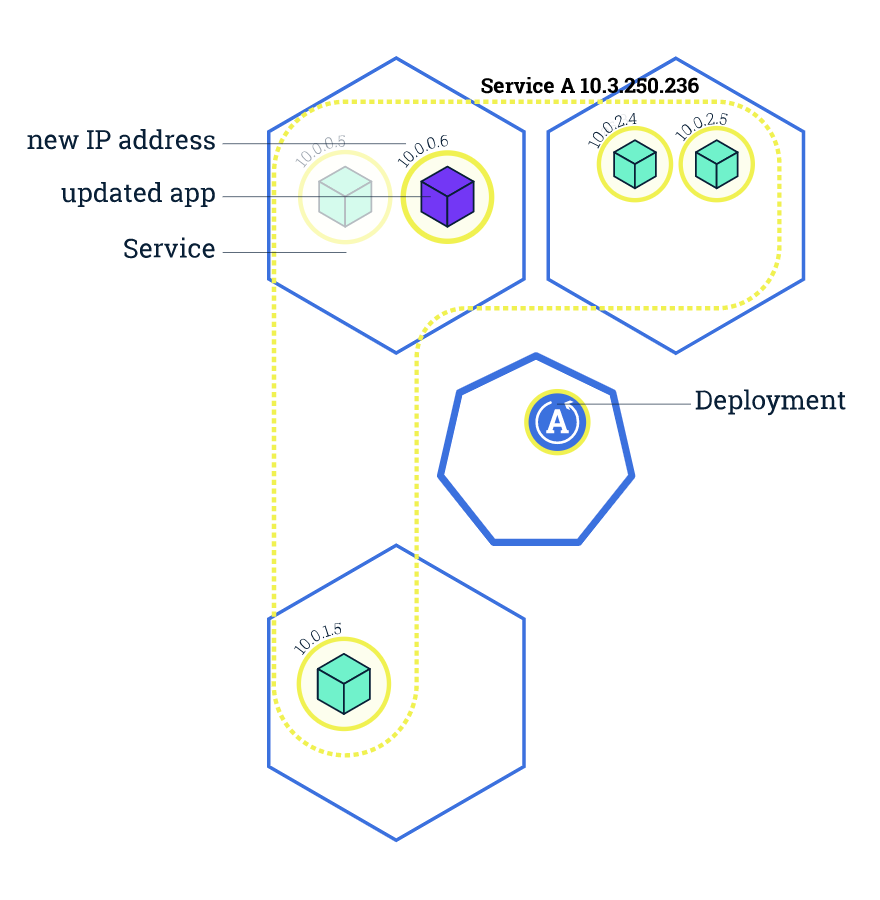 Service A 10.3.250.236
10.0.2.4
10.0.2.5
new IP address
10.0.0.5
10.0.0.6
updated app
Service
Deployment
A
10.0.1.5